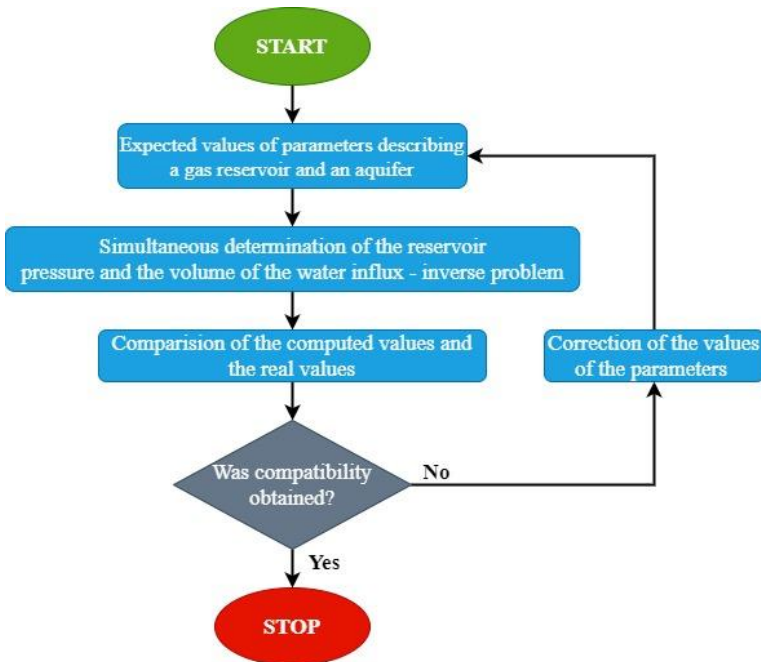 START
Expected values of parameters describing
a gas reservoir and an aquifer
Simultaneous determination of the reservoir
pressure and the volume of the water influx - inverse problem
Comparision of the computed values and
the real values
Correction of the values
of the parameters
Was compatibility
obtained?
No
Yes
STOP